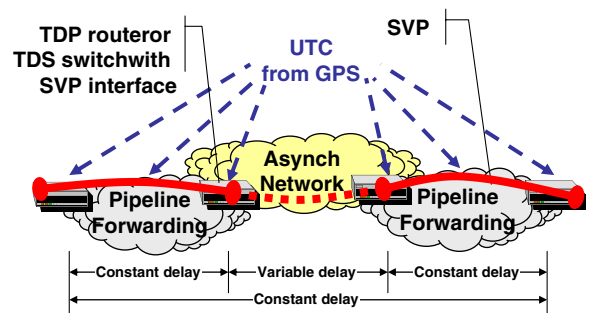 TDP routeror
TDS switchwith
SVP interface
UTC
from GPS
SVP
Asynch
Network
Pipeline
Forwarding
Pipeline
Forwarding
Constant delay
Variable delay
Constant delay
Constant delay